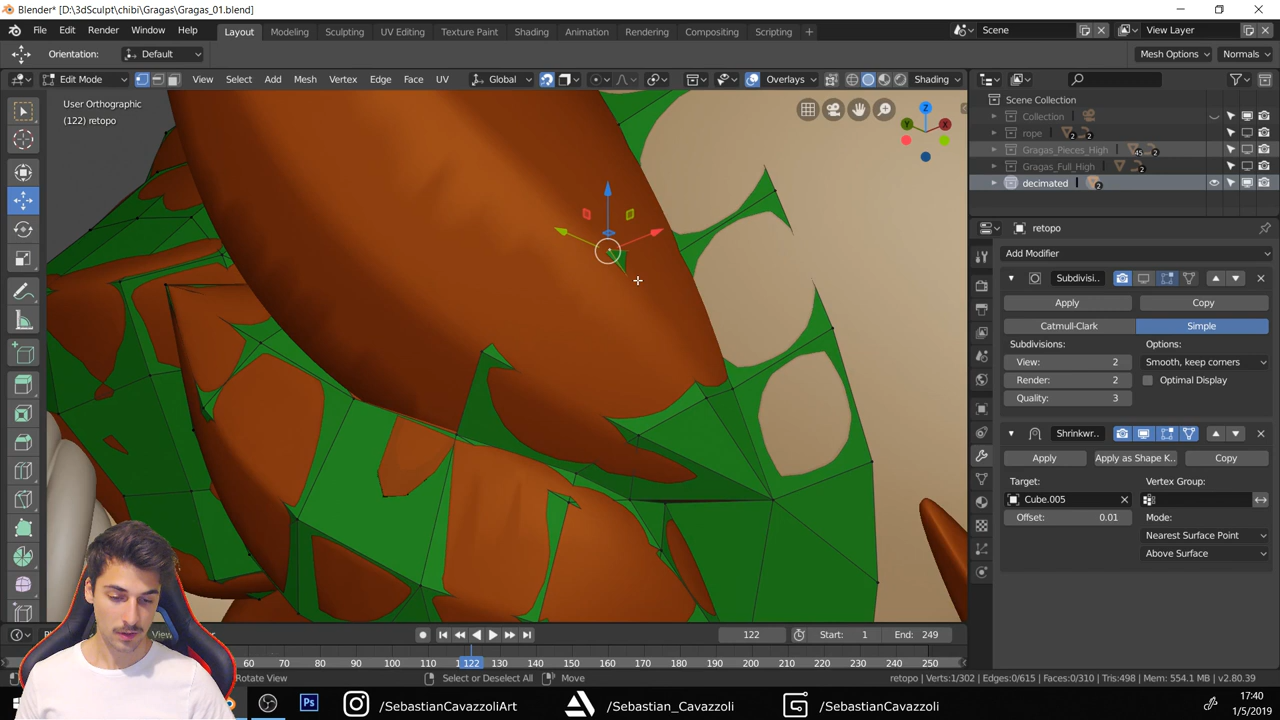 Blender* [D:\3dSculpt\chibi\Gragas\Gragas_01.blend]
File Edit Render Window Help Layout Modeling Sculpting UV Editing Texture Paint Shading Animation Rendering Compositing Scripting + Scene View Layer
Orientation: Default Mesh Options Normals
Edit Mode View Select Add Mesh Vertex Edge Face UV Global Overlays Shading
User Orthographic
(122) retopo
Z
Y X
Scene Collection
Collection
rope 2 2
Gragas_Pieces_High 45 2
Gragas_Full_High 2
decimated 2
retopo
Add Modifier
Subdivisi..
Apply Copy
Catmull-Clark Simple
Subdivisions: Options:
View: 2 Smooth, keep corners
Render: 2 Optimal Display
Quality: 3
Shrinkwr..
Apply Apply as Shape K.. Copy
Target: Vertex Group:
Cube.005
Offset: 0.01 Mode:
Nearest Surface Point
Above Surface
122 Start: 1 End: 249
60 70 80 90 100 110 122 130 140 150 160 170 180 190 200 210 220 230 240 250
Rotate View Select or Deselect All Move retopo | Verts:1/302 | Edges:0/615 | Faces:0/310 | Tris:498 | Mem: 554.1 MB | v2.80.39
Ps /SebastianCavazzoliArt /Sebastian_Cavazzoli /SebastianCavazzoli
17:40
1/5/2019